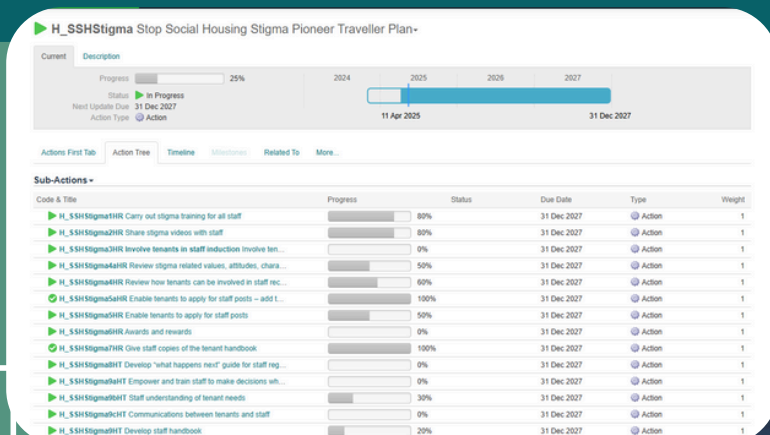 H_SSHStigma Stop Social Housing Stigma Pioneer Traveller Plan
Current Description
Progress 25%
Status In Progress
Next Update Due 31 Dec 2027
Action Type Action
2024 2025 2026 2027
11 Apr 2025 31 Dec 2027
Actions First Tab Action Tree Timeline Milestones Related To More...
Sub-Actions
Code & Title Progress Status Due Date Type Weight
H_SSHStigma1HR Carry out stigma training for all staff 80% 31 Dec 2027 Action 1
H_SSHStigma2HR Share stigma videos with staff 80% 31 Dec 2027 Action 1
H_SSHStigma3HR Involve tenants in staff induction Involve ten... 0% 31 Dec 2027 Action 1
H_SSHStigma4aHR Review stigma related values, attitudes, chara... 50% 31 Dec 2027 Action 1
H_SSHStigma4HR Review how tenants can be involved in staff rec... 60% 31 Dec 2027 Action 1
H_SSHStigma5aHR Enable tenants to apply for staff posts – add t... 100% 31 Dec 2027 Action 1
H_SSHStigma5HR Enable tenants to apply for staff posts 50% 31 Dec 2027 Action 1
H_SSHStigma6HR Awards and rewards 0% 31 Dec 2027 Action 1
H_SSHStigma7HR Give staff copies of the tenant handbook 100% 31 Dec 2027 Action 1
H_SSHStigma8HT Develop "what happens next" guide for staff reg... 0% 31 Dec 2027 Action 1
H_SSHStigma9aHT Empower and train staff to make decisions wh... 0% 31 Dec 2027 Action 1
H_SSHStigma9bHT Staff understanding of tenant needs 30% 31 Dec 2027 Action 1
H_SSHStigma9cHT Communications between tenants and staff 0% 31 Dec 2027 Action 1
H_SSHStigma9HT Develop staff handbook 20% 31 Dec 2027 Action 1